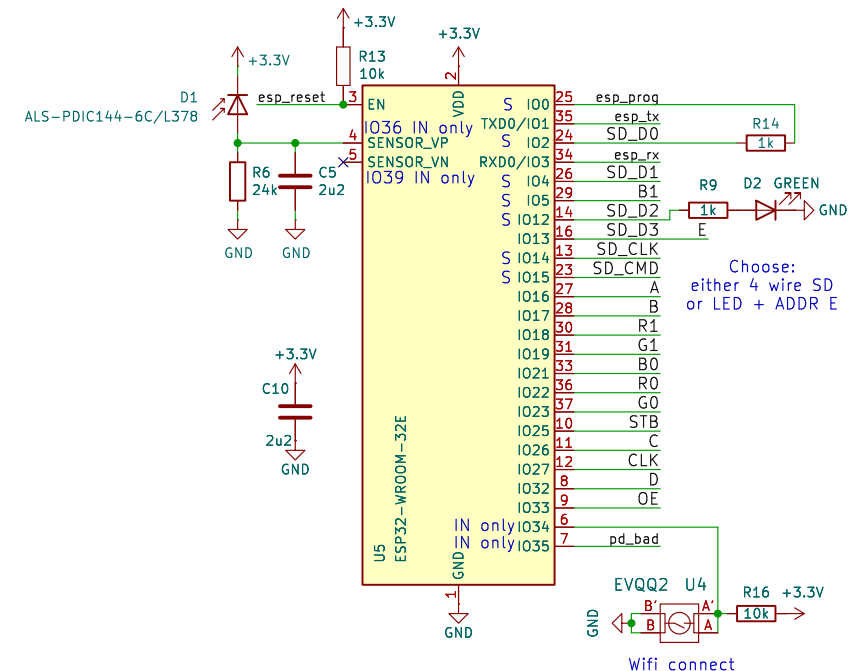 +3.3V
+3.3V
+3.3V
R13
10k
D1
ALS-PDIC144-6C/L378
esp_reset
3
EN
2
VDD
IO36 IN only
4
SENSOR_VP
5
SENSOR_VN
IO39 IN only
R6
24k
C5
2u2
GND
GND
S IO0 25 esp_prog
TXD0/IO1 35 esp_tx
S IO2 24 SD_D0
R14
1k
RXD0/IO3 34 esp_rx
S IO4 26 SD_D1
S IO5 29 B1
S IO12 14 SD_D2
R9
1k
D2 GREEN
GND
IO13 16 SD_D3 E
S IO14 13 SD_CLK
S IO15 23 SD_CMD
Choose:
either 4 wire SD
or LED + ADDR E
IO16 27 A
IO17 28 B
IO18 30 R1
IO19 31 G1
IO21 33 B0
IO22 36 R0
IO23 37 G0
IO25 10 STB
IO26 11 C
IO27 12 CLK
IO32 8 D
IO33 9 OE
IN only IO34 6
IN only IO35 7 pd_bad
+3.3V
C10
2u2
GND
U5
ESP32-WROOM-32E
GND
1
GND
EVQQ2 U4
R16
10k
+3.3V
GND
B' A'
B A
Wifi connect